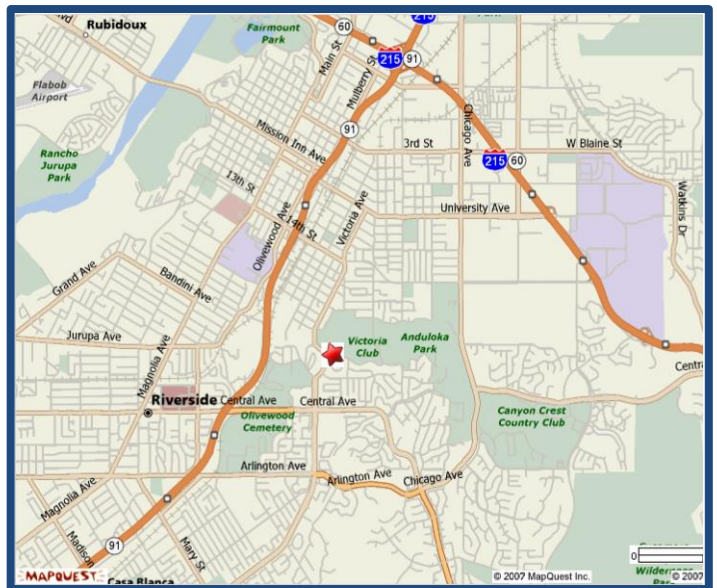 Rubidoux
Fairmount
Park
60
215
Park
91
Flabob
Airport
Main St
Mulberry St
Chicago Ave
91
Mission Inn Ave
3rd St
W Blaine St
215
60
Rancho
Jurupa
Park
13th St
14th St
Victoria Ave
University Ave
Watkins Dr
Olivewood Ave
Grand Ave
Bandini Ave
Jurupa Ave
Magnolia Ave
Victoria
Club
Anduloka
Park
Riverside
Central Ave
Central Ave
Olivewood
Cemetery
Canyon Crest
Country Club
Arlington Ave
Arlington Ave
Chicago Ave
Magnolia Ave
Madison
91
Mary St
Casa Blanca
0
Wilderness
MAPQUEST
© 2007 MapQuest Inc.
© 2007